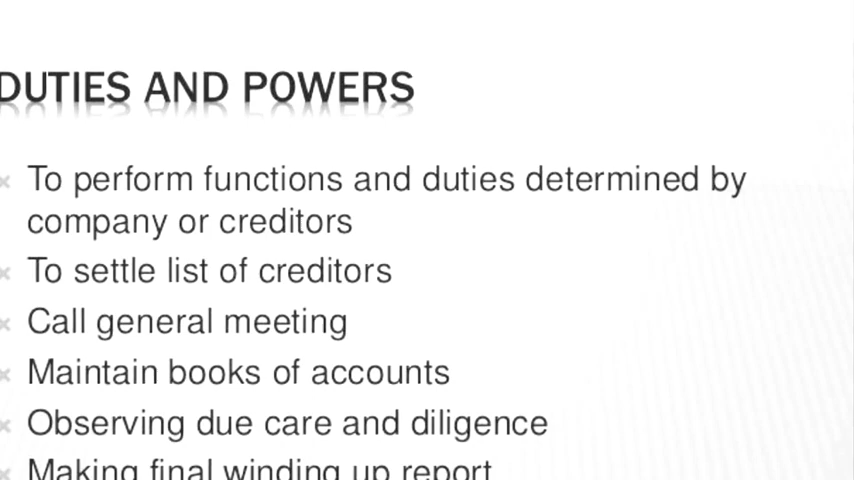 DUTIES AND POWERS
To perform functions and duties determined by
company or creditors
To settle list of creditors
Call general meeting
Maintain books of accounts
Observing due care and diligence
Making final winding up report